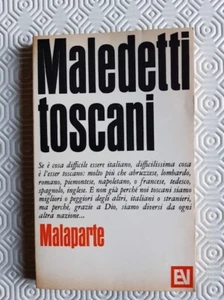 Maledetti
toscani
Se è cosa difficile essere italiano, difficilissima cosa
è l'esser toscano: molto più che abruzzese, lombardo,
romano, piemontese, napoletano, o francese, tedesco,
spagnolo, inglese. E non già perché noi toscani siamo
migliori o peggiori degli altri, italiani o stranieri,
ma perché, grazie a Dio, siamo diversi da ogni
altra nazione...
Malaparte
EV